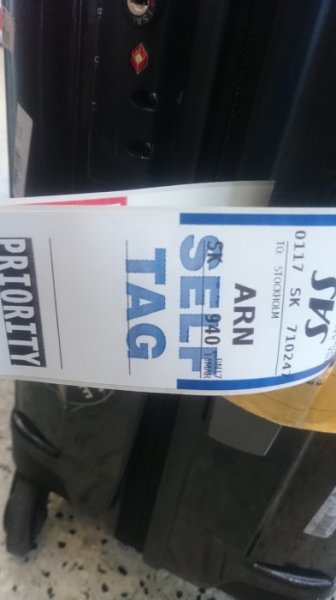 SAS
0117 SK 71024
TO: STOCKHOLM
ARN
SK 940
SELF
TAG
PRIORITY